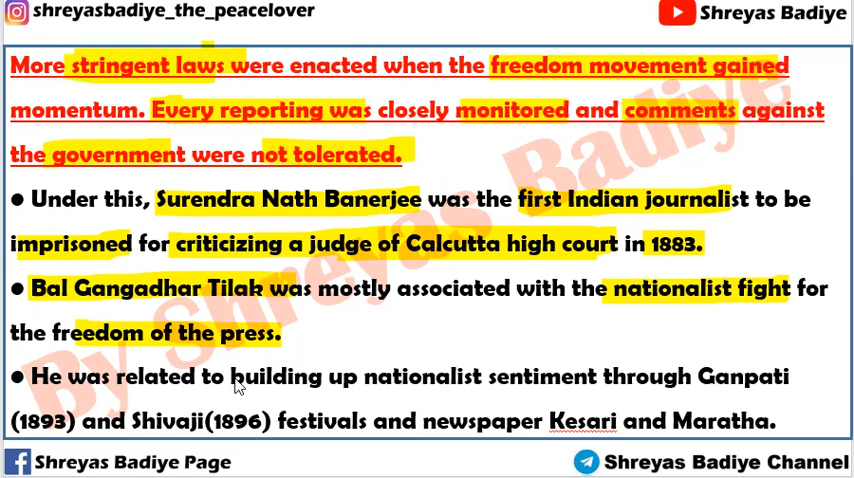 shreyasbadiye_the_peacelover
Shreyas Badiye
More stringent laws were enacted when the freedom movement gained
momentum. Every reporting was closely monitored and comments against
the government were not tolerated.
● Under this, Surendra Nath Banerjee was the first Indian journalist to be
imprisoned for criticizing a judge of Calcutta high court in 1883.
● Bal Gangadhar Tilak was mostly associated with the nationalist fight for
the freedom of the press.
● He was related to building up nationalist sentiment through Ganpati
(1893) and Shivaji(1896) festivals and newspaper Kesari and Maratha.
By Shreyas Badiye
Shreyas Badiye Page
Shreyas Badiye Channel